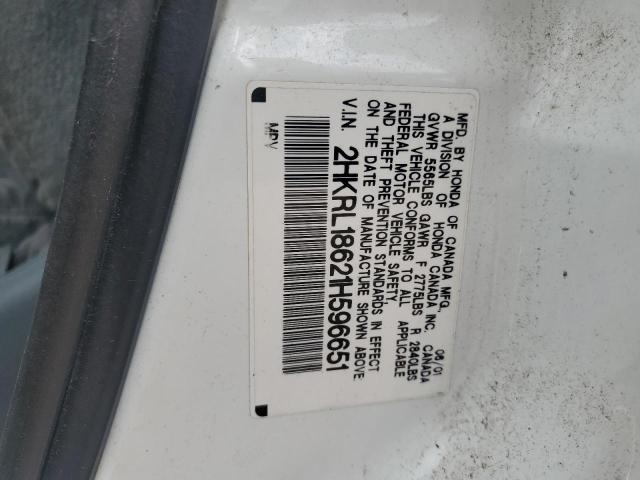 MFD. BY HONDA OF CANADA MFG.,
A DIVISION OF HONDA CANADA INC. CANADA 06/01
GVWR 5565LBS GAWR F 2775LBS R 2840LBS
THIS VEHICLE CONFORMS TO ALL APPLICABLE
FEDERAL MOTOR VEHICLE SAFETY
AND THEFT PREVENTION STANDARDS IN EFFECT
ON THE DATE OF MANUFACTURE SHOWN ABOVE.
V.I.N. 2HKRL18621H596651
MPV